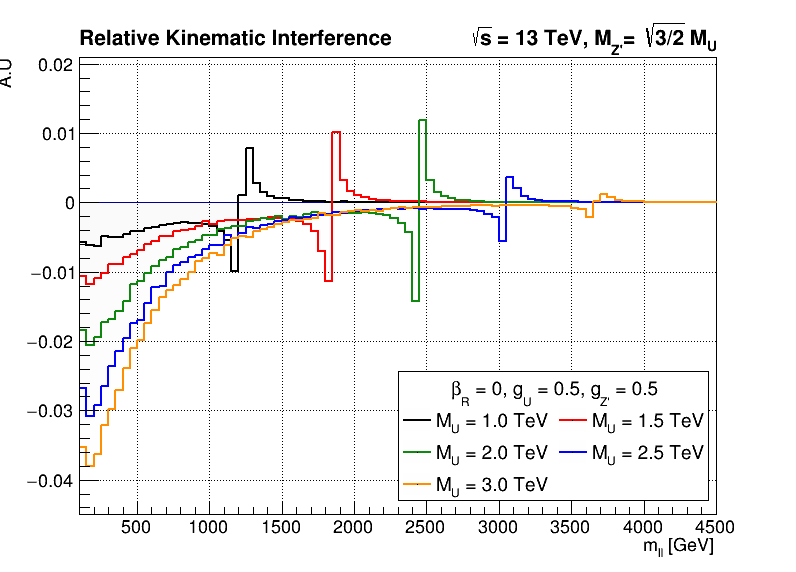 Relative Kinematic Interference
√s = 13 TeV, M_Z' = √3/2 M_U
A.U
0.02
0.01
0
−0.01
−0.02
−0.03
−0.04
β_R = 0, g_U = 0.5, g_Z' = 0.5
M_U = 1.0 TeV M_U = 1.5 TeV
M_U = 2.0 TeV M_U = 2.5 TeV
M_U = 3.0 TeV
500 1000 1500 2000 2500 3000 3500 4000 4500
m_ll [GeV]